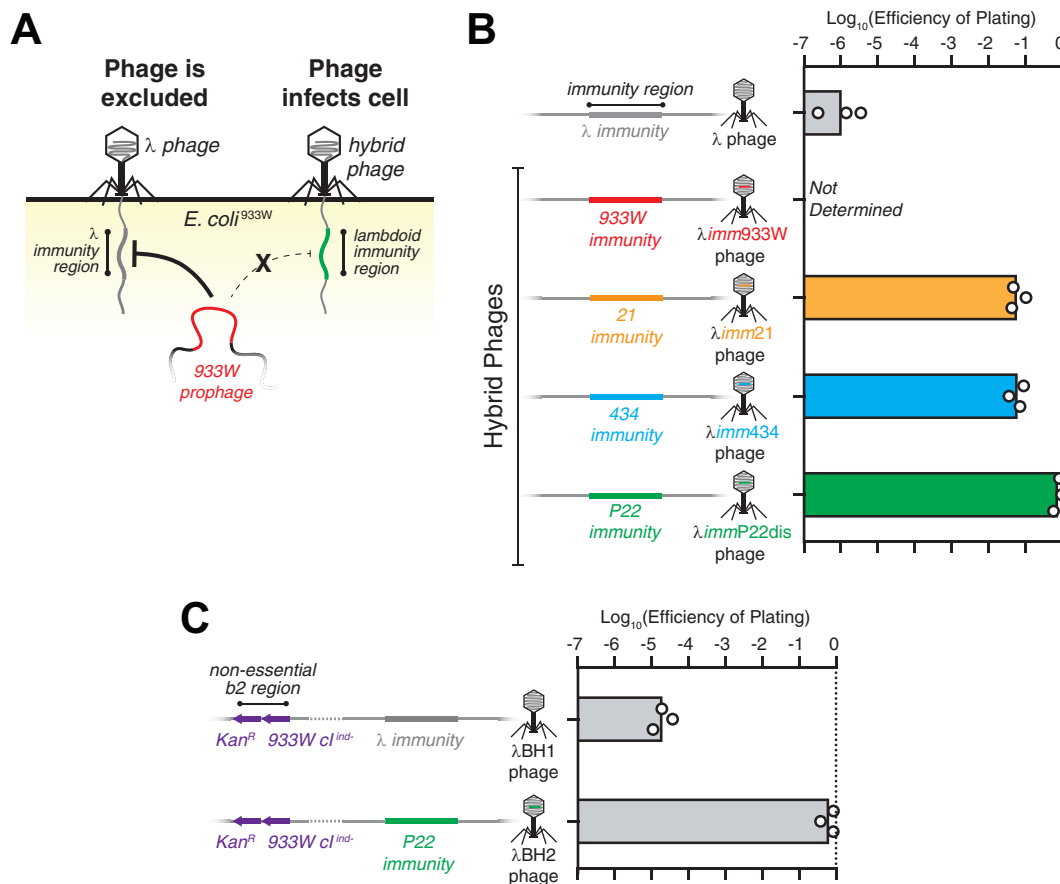 A
Phage is
excluded
Phage
infects cell
λ phage
hybrid
phage
E. coli933W
λ
immunity
region
lambdoid
immunity
region
X
933W
prophage
B
Log10(Efficiency of Plating)
-7 -6 -5 -4 -3 -2 -1 0
immunity region
λ immunity
λ phage
Hybrid Phages
933W
immunity
λimm933W
phage
Not
Determined
21
immunity
λimm21
phage
434
immunity
λimm434
phage
P22
immunity
λimmP22dis
phage
C
Log10(Efficiency of Plating)
-7 -6 -5 -4 -3 -2 -1 0
non-essential
b2 region
KanR 933W cI ind- λ immunity
λBH1
phage
KanR 933W cI ind- P22
immunity
λBH2
phage